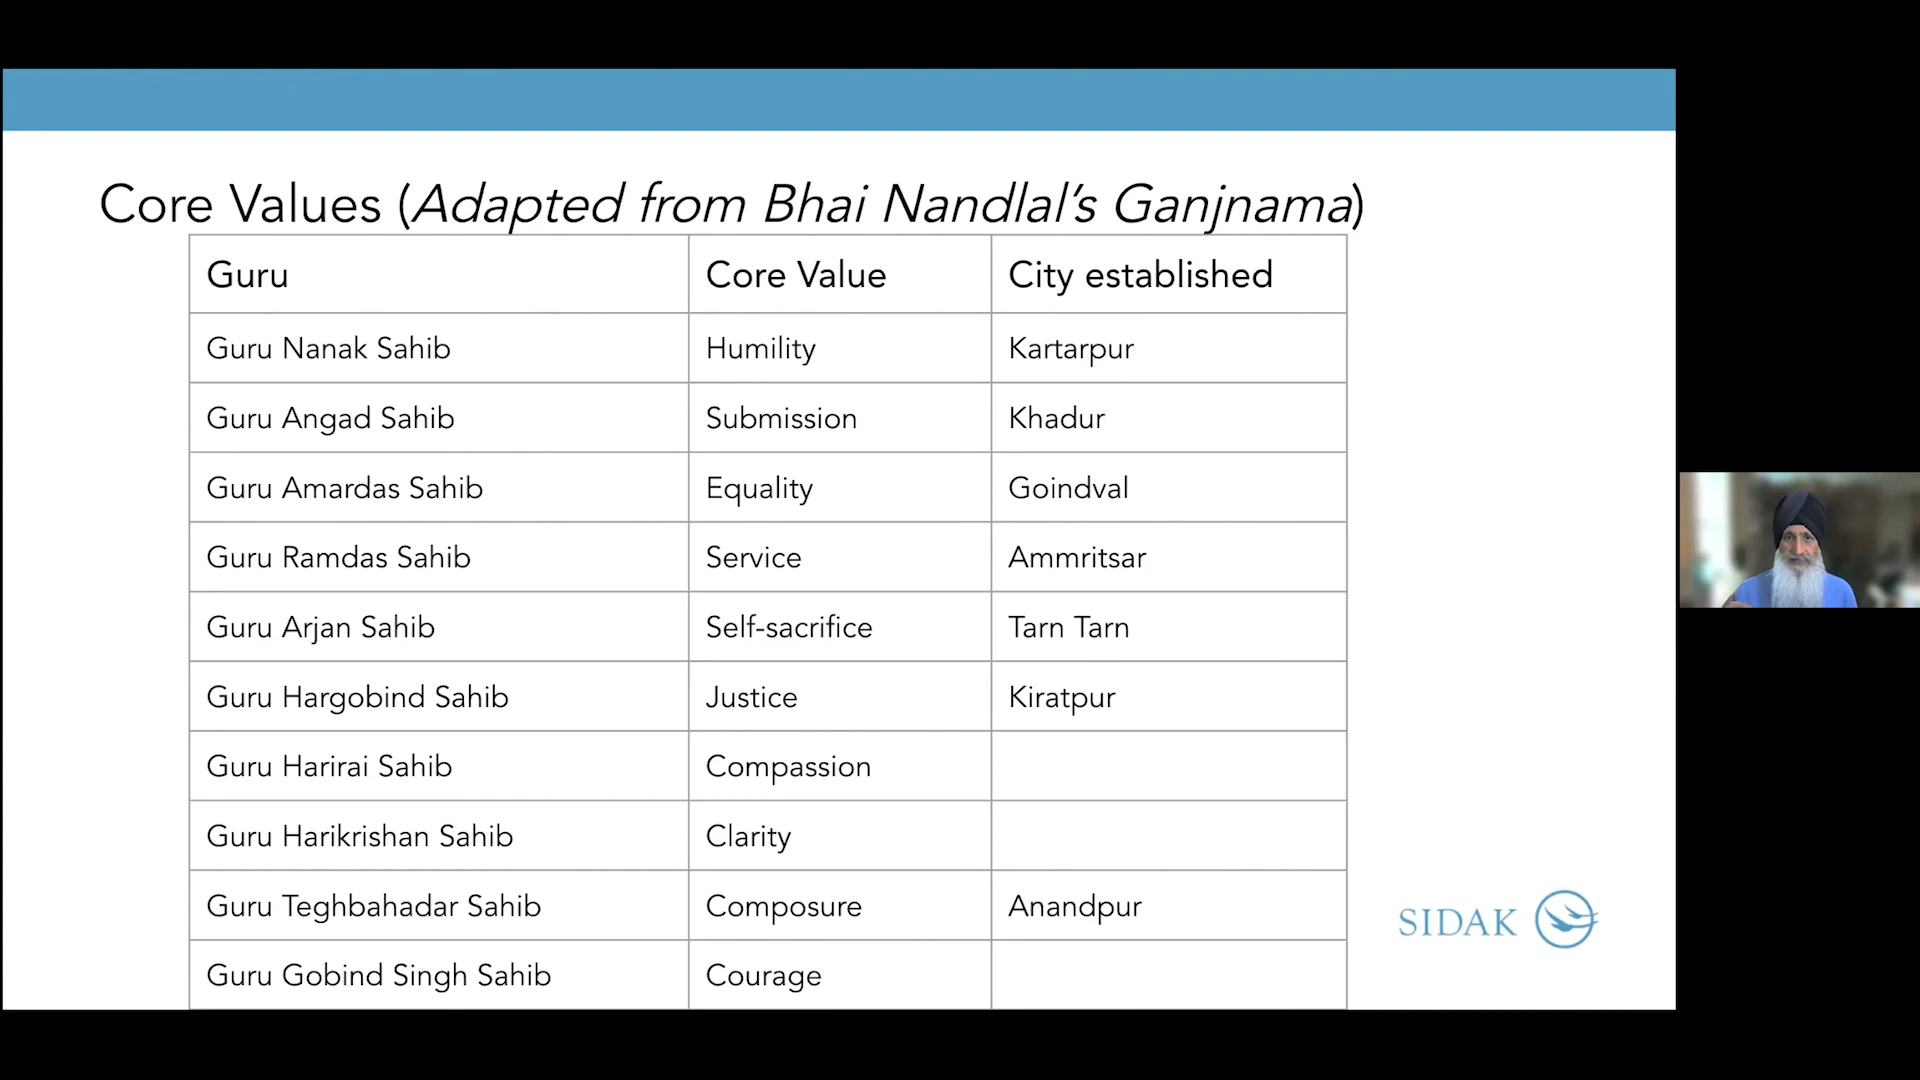 Core Values (Adapted from Bhai Nandlal's Ganjnama)
Guru Core Value City established
Guru Nanak Sahib Humility Kartarpur
Guru Angad Sahib Submission Khadur
Guru Amardas Sahib Equality Goindval
Guru Ramdas Sahib Service Ammritsar
Guru Arjan Sahib Self-sacrifice Tarn Tarn
Guru Hargobind Sahib Justice Kiratpur
Guru Harirai Sahib Compassion
Guru Harikrishan Sahib Clarity
Guru Teghbahadar Sahib Composure Anandpur
Guru Gobind Singh Sahib Courage
SIDAK